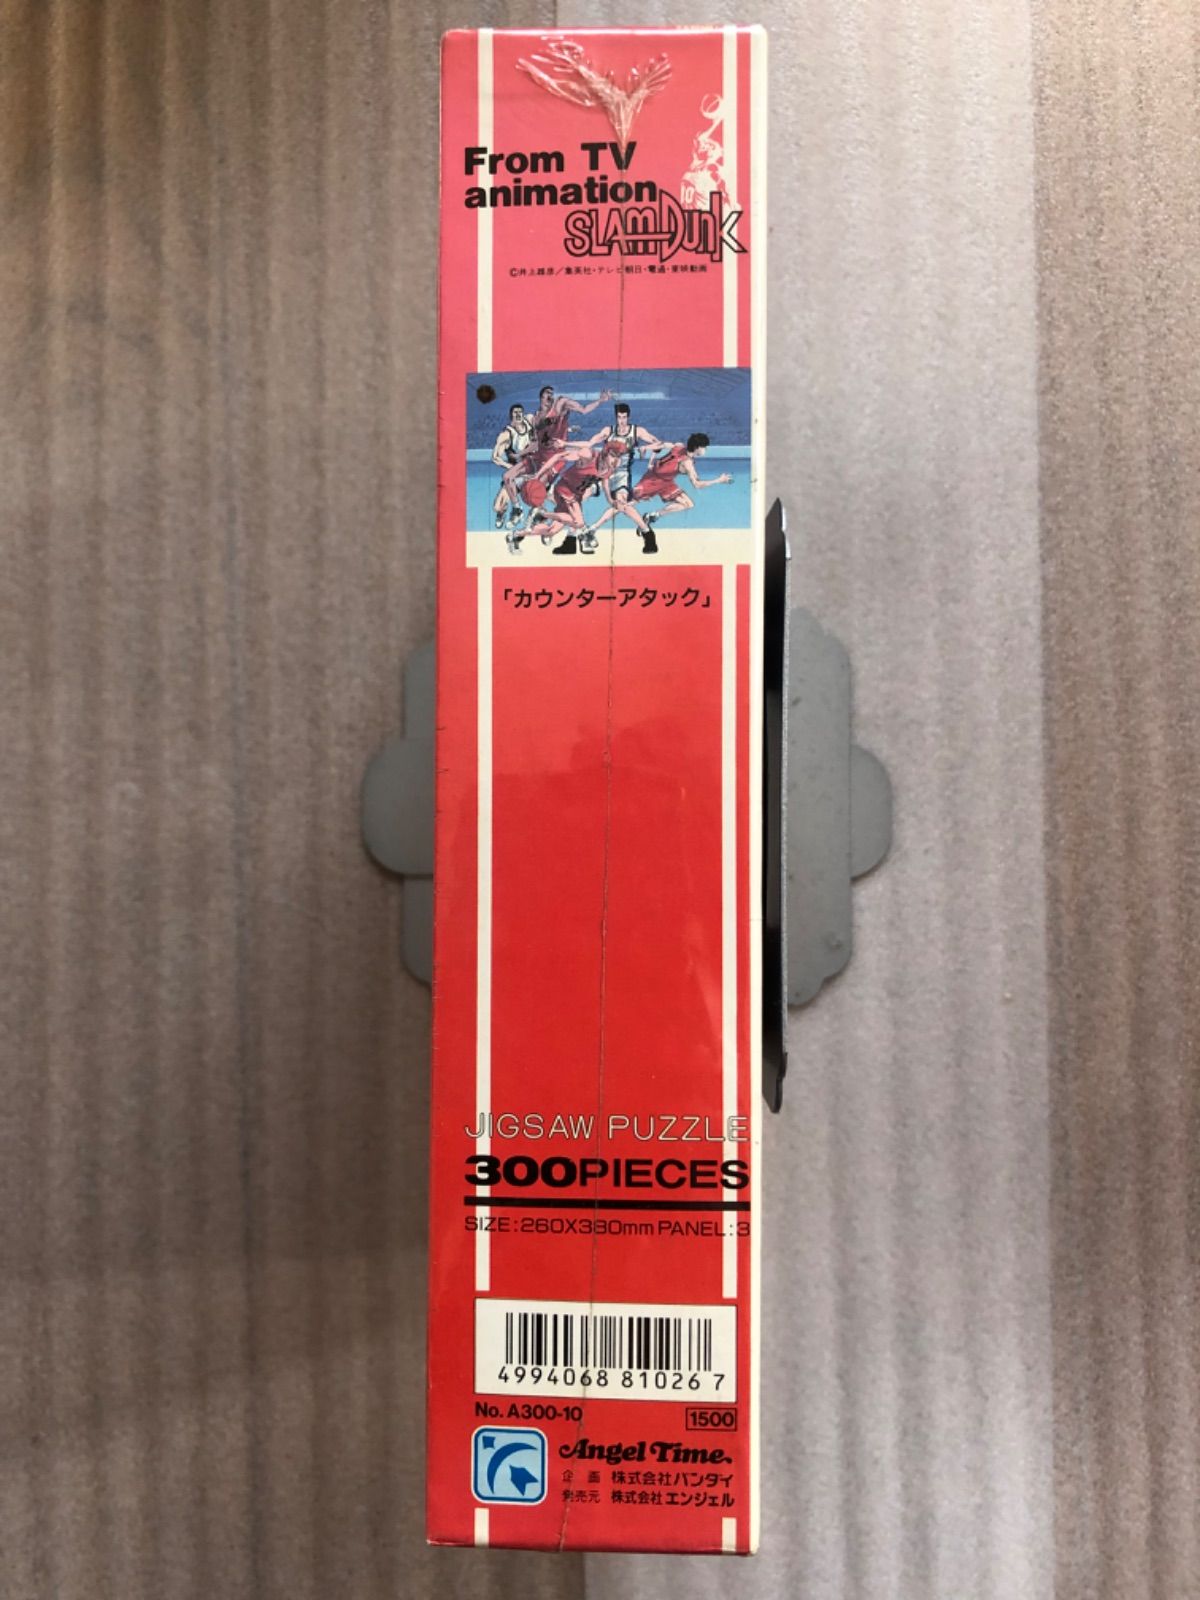 From TV
animation
SLAM DUNK
©井上雄彦/集英社・テレビ朝日・電通・東映動画
「カウンターアタック」
JIGSAW PUZZLE
300PIECES
SIZE:260X380mm PANEL:3
4994068 81026 7
No. A300-10 1500
Angel Time.
企画 株式会社バンダイ
発売元 株式会社エンジェル